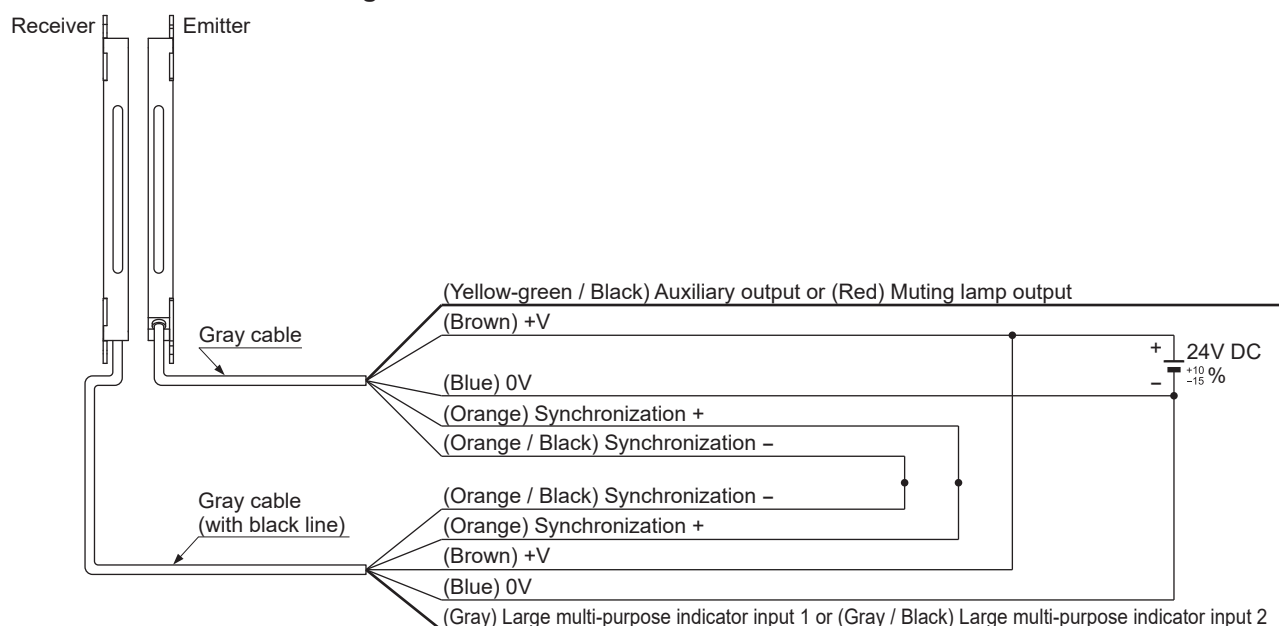 Receiver
Emitter
(Yellow-green / Black) Auxiliary output or (Red) Muting lamp output
(Brown) +V
Gray cable
+
24V DC
+10
−15 %
−
(Blue) 0V
(Orange) Synchronization +
(Orange / Black) Synchronization −
Gray cable
(with black line)
(Orange / Black) Synchronization −
(Orange) Synchronization +
(Brown) +V
(Blue) 0V
(Gray) Large multi-purpose indicator input 1 or (Gray / Black) Large multi-purpose indicator input 2